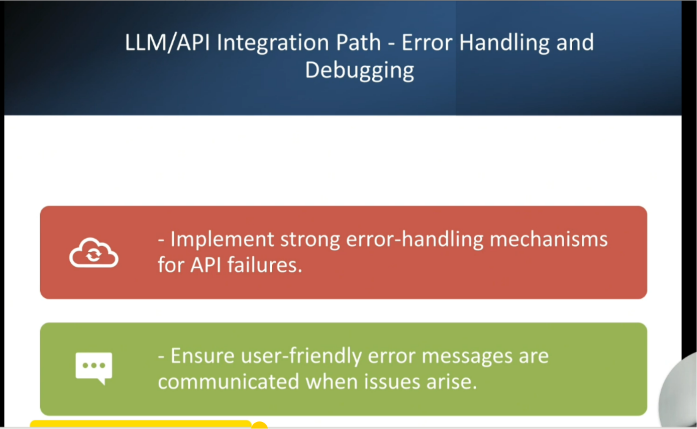 LLM/API Integration Path - Error Handling and
Debugging
- Implement strong error-handling mechanisms
for API failures.
- Ensure user-friendly error messages are
communicated when issues arise.